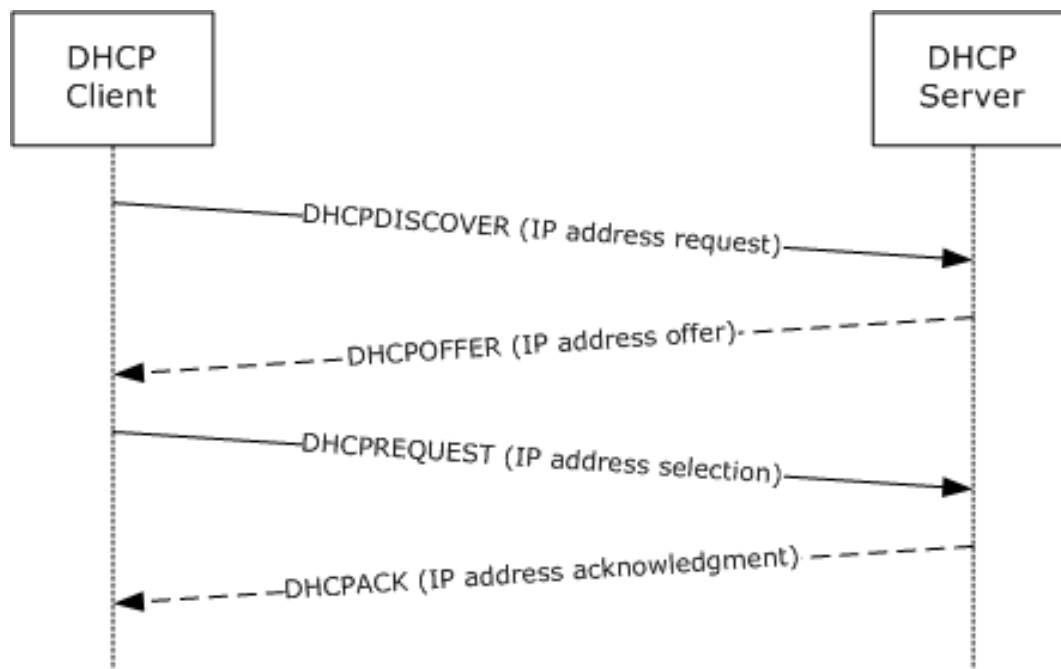 DHCP
Client
DHCP
Server
DHCPDISCOVER (IP address request)
DHCPOFFER (IP address offer)
DHCPREQUEST (IP address selection)
DHCPACK (IP address acknowledgment)